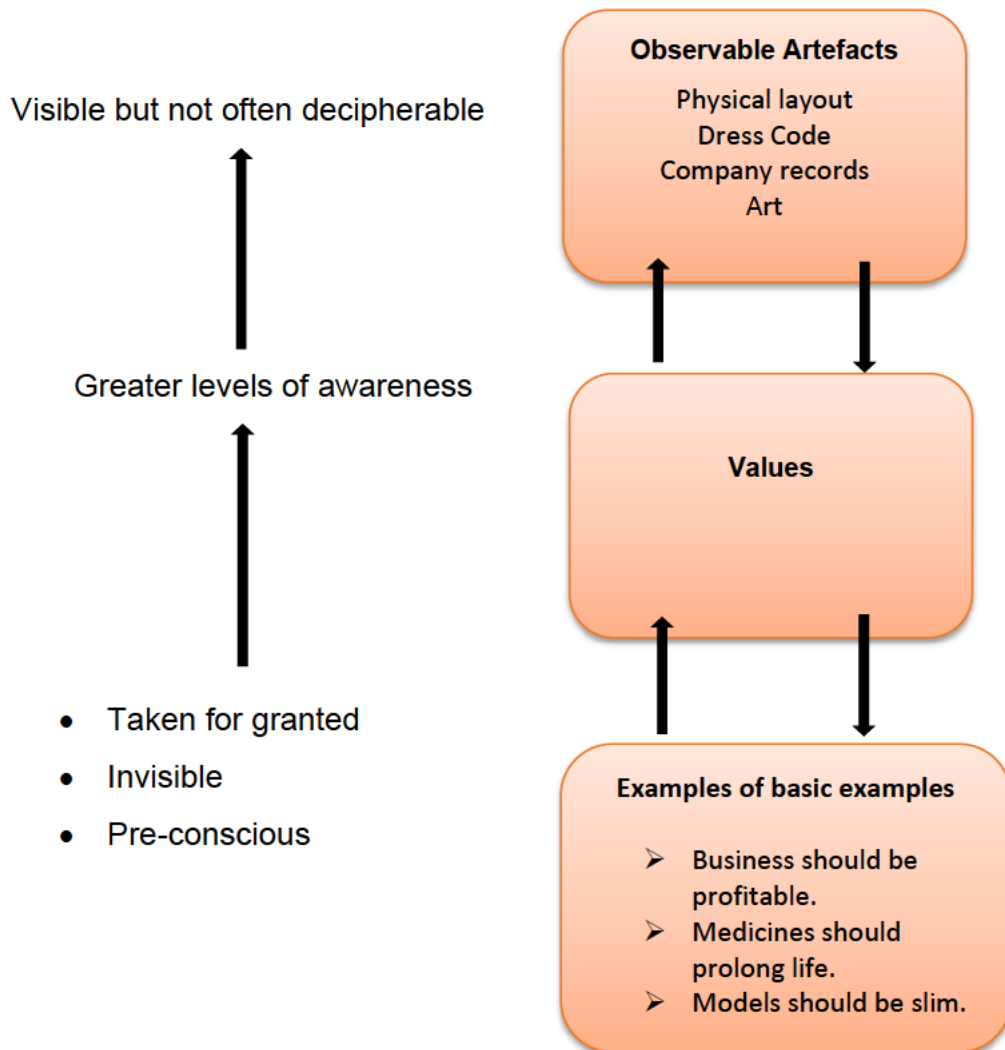 Observable Artefacts
Physical layout
Dress Code
Company records
Art
Visible but not often decipherable
Greater levels of awareness
Values
• Taken for granted
• Invisible
• Pre-conscious
Examples of basic examples
➢ Business should be
profitable.
➢ Medicines should
prolong life.
➢ Models should be slim.